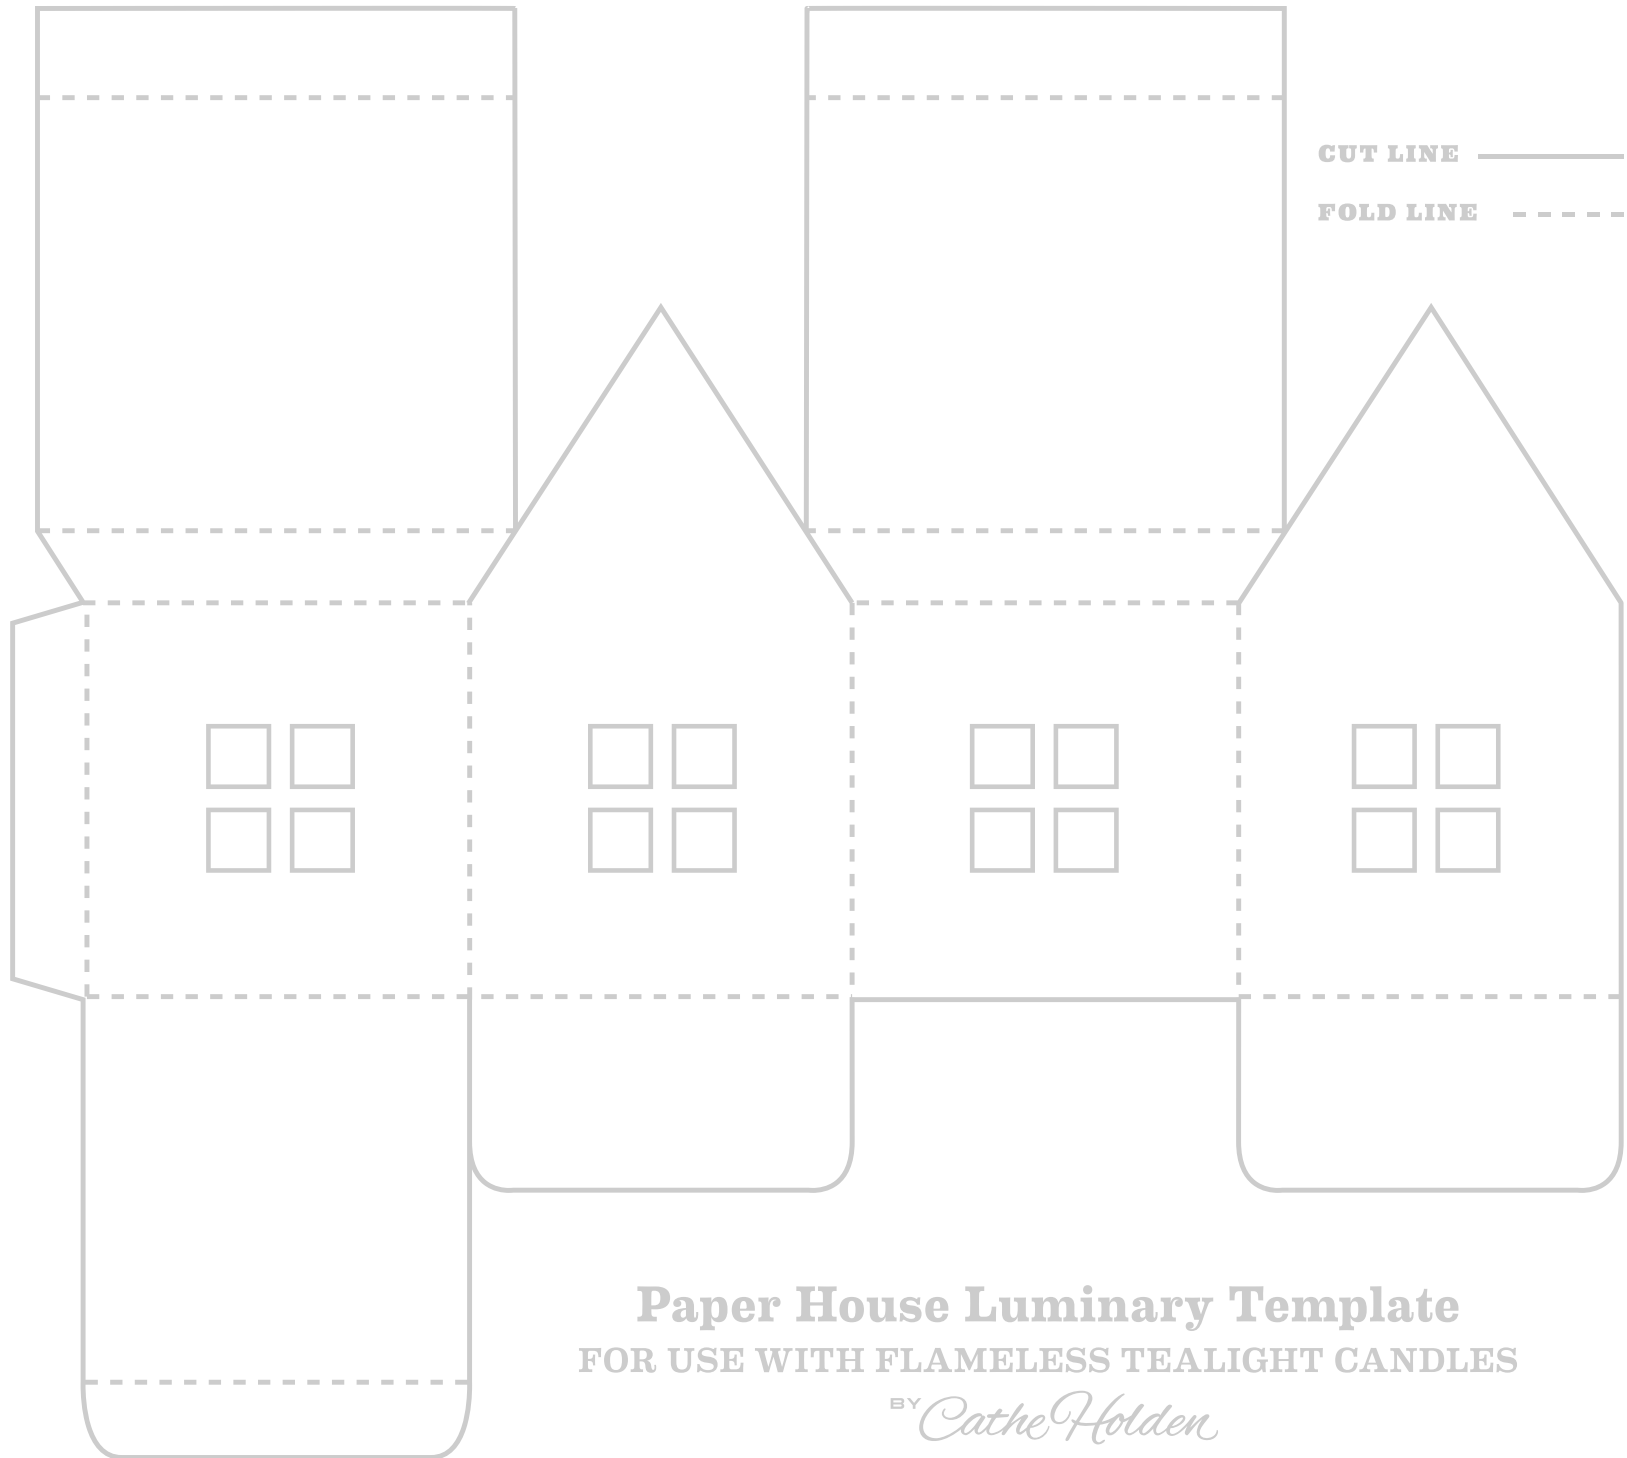 CUT LINE
FOLD LINE
Paper House Luminary Template
FOR USE WITH FLAMELESS TEALIGHT CANDLES
BY Cathe Holden